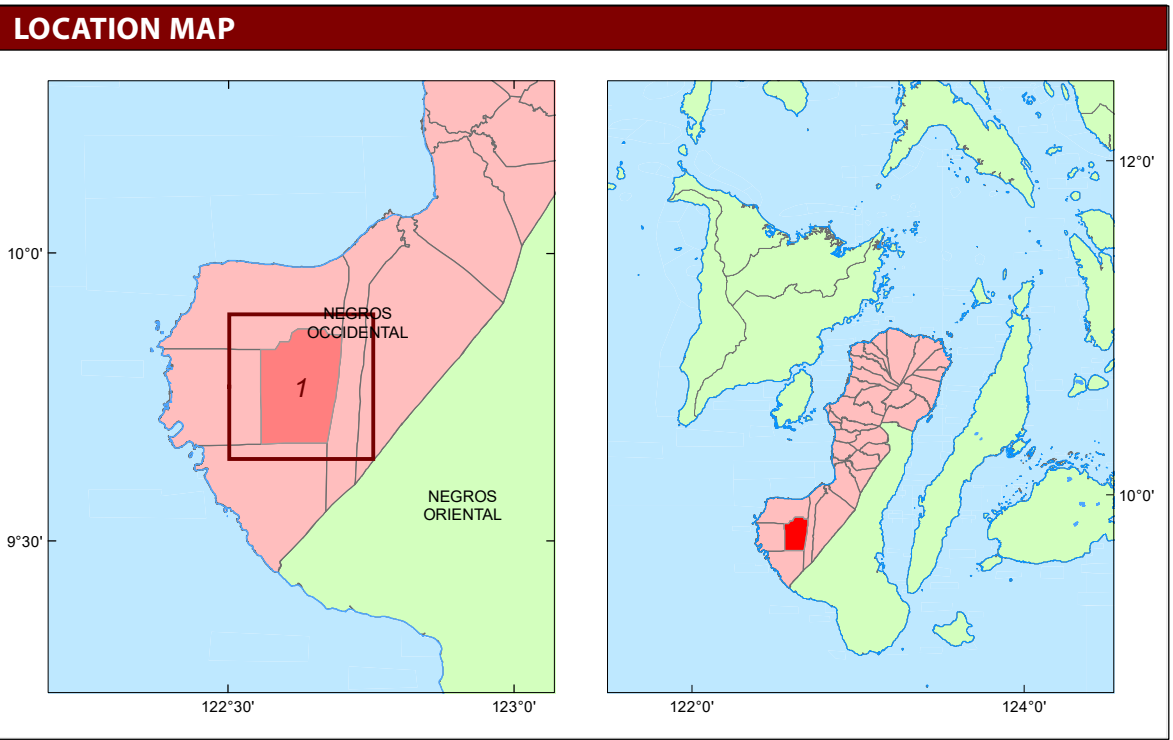 LOCATION MAP
10°0'
9°30'
NEGROS
OCCIDENTAL
1
NEGROS
ORIENTAL
122°30'
123°0'
12°0'
10°0'
122°0'
124°0'